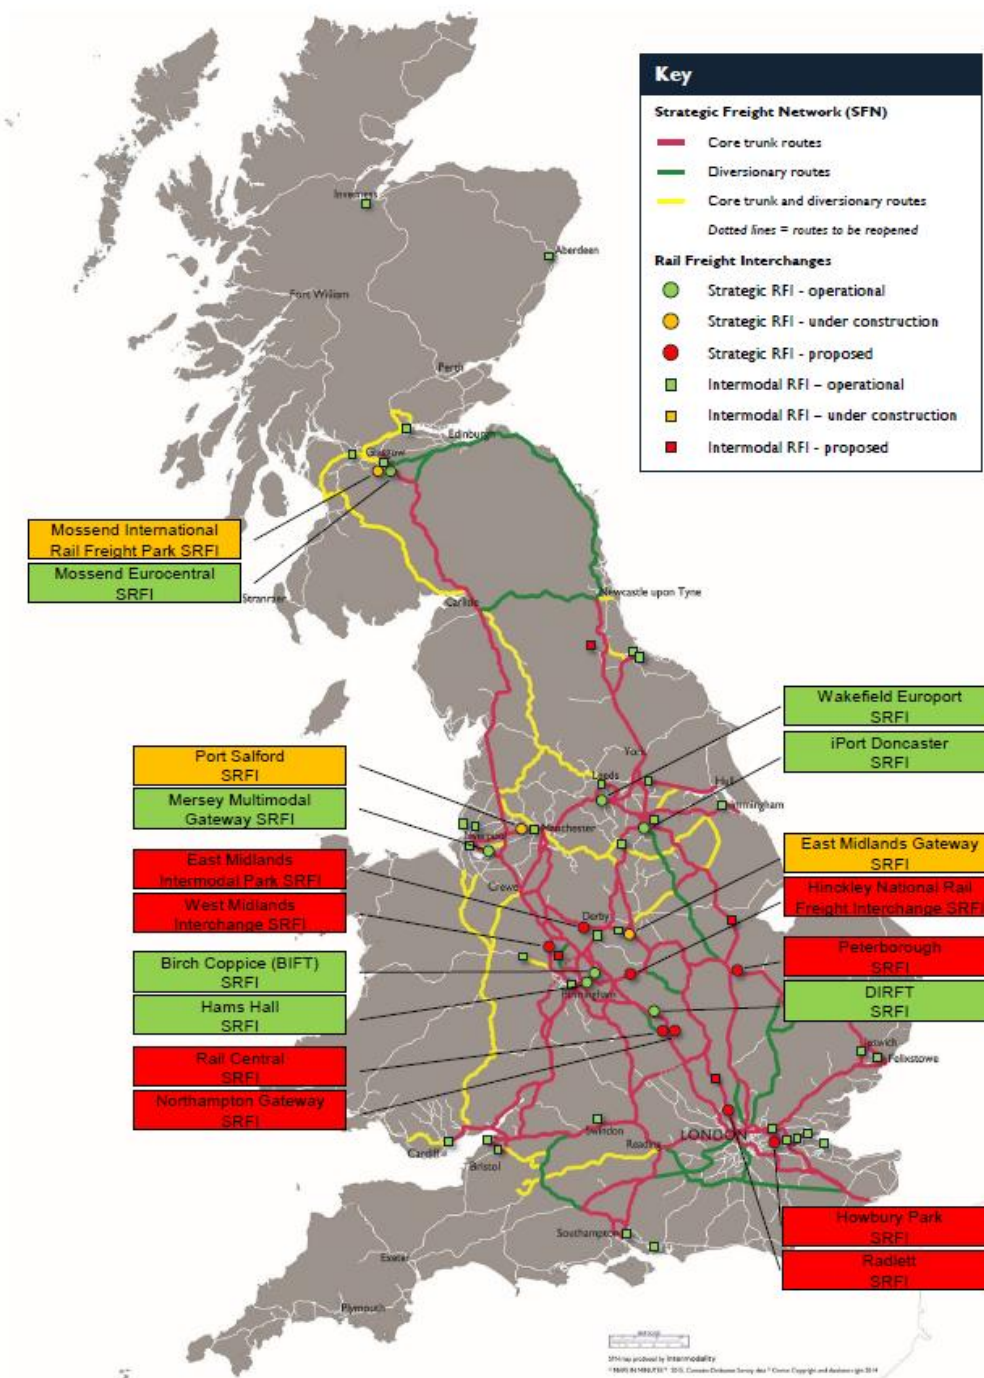 Key
Strategic Freight Network (SFN)
Core trunk routes
Diversionary routes
Core trunk and diversionary routes
Dotted lines = routes to be reopened
Rail Freight Interchanges
Strategic RFI - operational
Strategic RFI - under construction
Strategic RFI - proposed
Intermodal RFI – operational
Intermodal RFI – under construction
Intermodal RFI - proposed
Inverness
Aberdeen
Fort William
Perth
Edinburgh
Glasgow
Mossend International
Rail Freight Park SRFI
Mossend Eurocentral
SRFI
Stranraer
Carlisle
Newcastle upon Tyne
Wakefield Europort
SRFI
iPort Doncaster
SRFI
York
Leeds
Hull
Immingham
Port Salford
SRFI
Mersey Multimodal
Gateway SRFI
Manchester
Liverpool
East Midlands
Intermodal Park SRFI
West Midlands
Interchange SRFI
Crewe
Derby
East Midlands Gateway
SRFI
Hinckley National Rail
Freight Interchange SRFI
Peterborough
SRFI
DIRFT
SRFI
Birch Coppice (BIFT)
SRFI
Hams Hall
SRFI
Birmingham
Rail Central
SRFI
Northampton Gateway
SRFI
Ipswich
Felixstowe
LONDON
Swindon
Reading
Cardiff
Bristol
Southampton
Exeter
Plymouth
Howbury Park
SRFI
Radlett
SRFI
SFN map produced by Intermodality